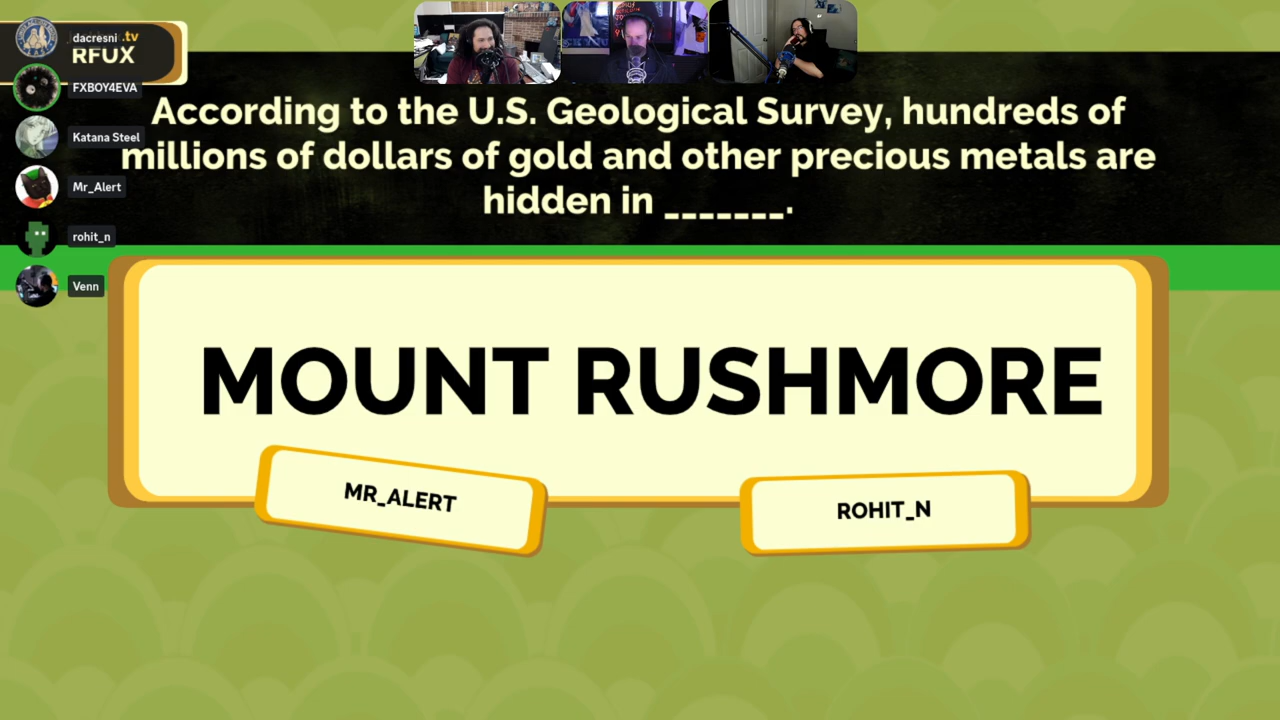 dacresni .tv
RFUX
FXBOY4EVA
Katana Steel
Mr_Alert
rohit_n
Venn
According to the U.S. Geological Survey, hundreds of
millions of dollars of gold and other precious metals are
hidden in _______.
MOUNT RUSHMORE
MR_ALERT
ROHIT_N